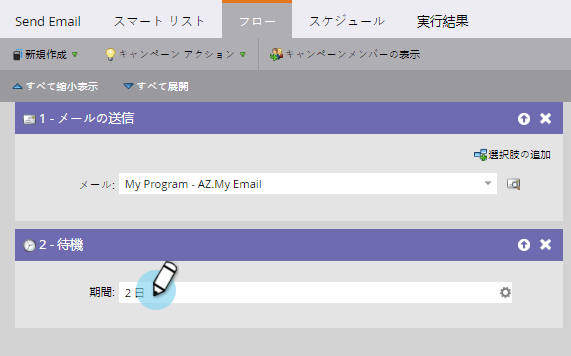 Send Email スマート リスト フロー スケジュール 実行結果
新規作成 キャンペーン アクション キャンペーンメンバーの表示
すべて縮小表示 すべて展開
1 - メールの送信
選択肢の追加
メール: My Program - AZ.My Email
2 - 待機
期間: 2 日